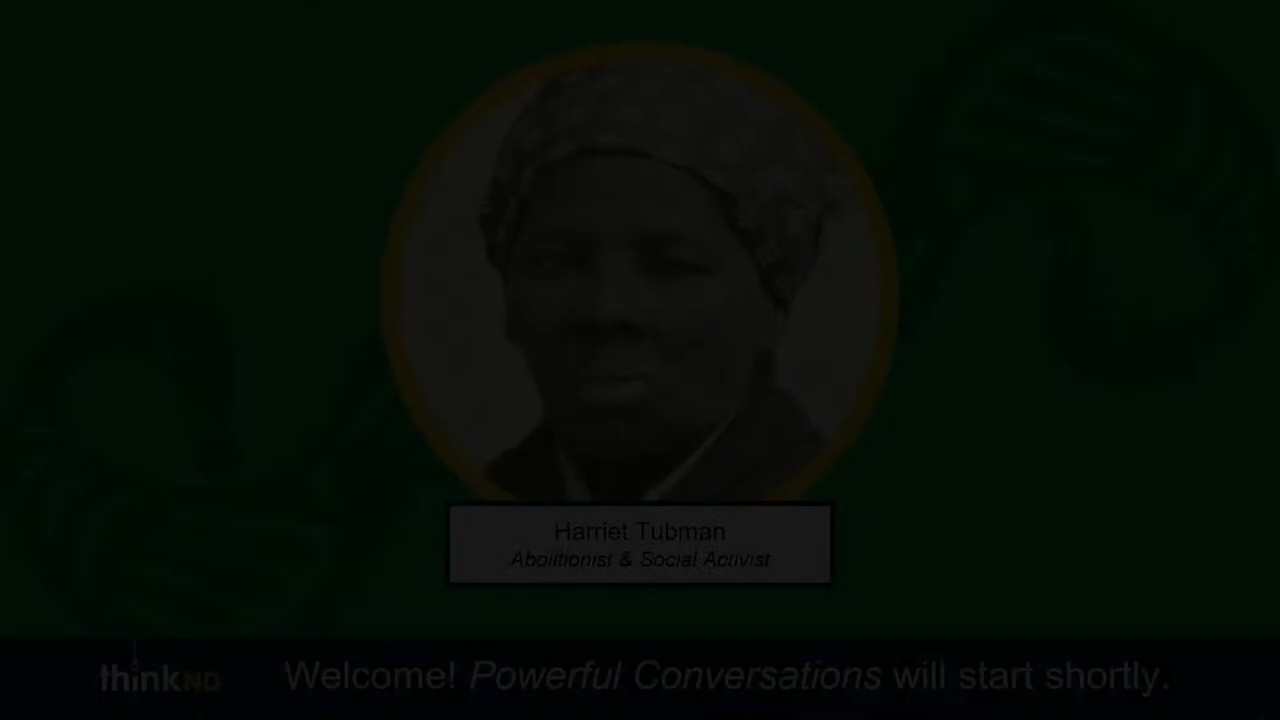 Harriet Tubman
Abolitionist & Social Activist
thinkND
Welcome! Powerful Conversations will start shortly.